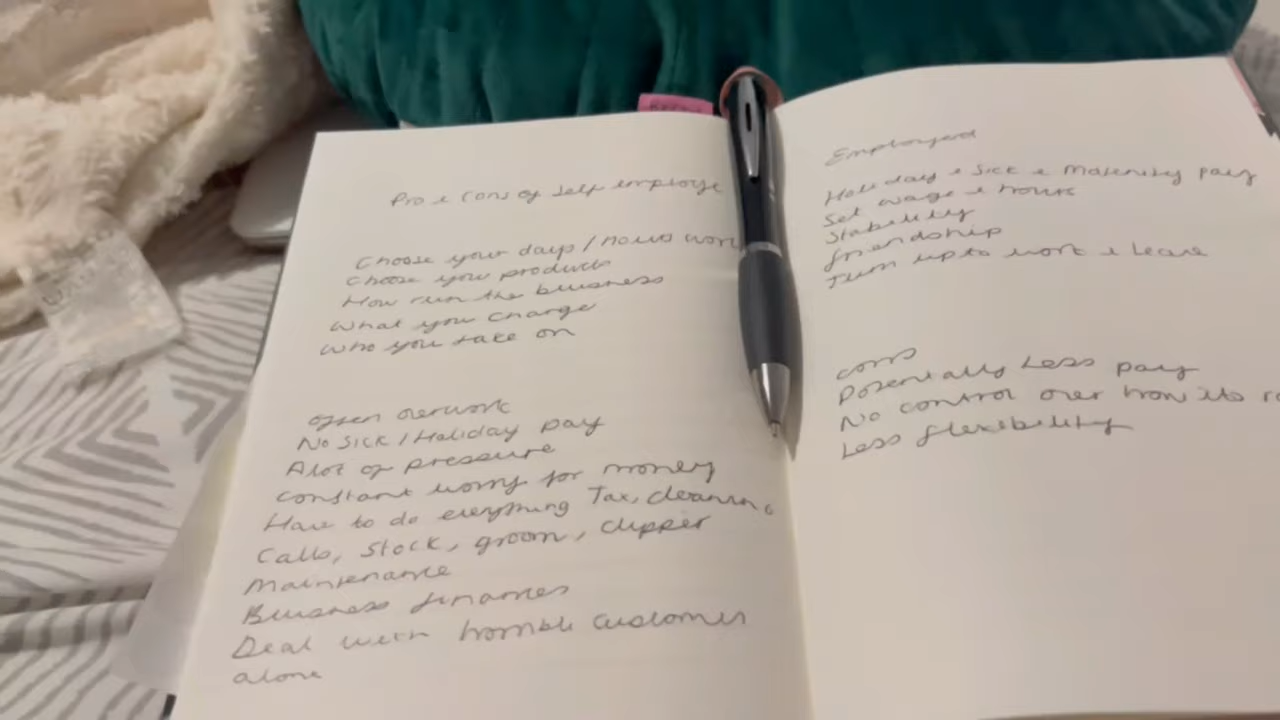 Pro & Cons of self employe
Choose your days / hours work
Choose your products
How run the business
What you charge
Who you take on
often overwork
No Sick / Holiday pay
Alot of pressure
constant worry for money
Have to do everything Tax, cleaning
Calls, Stock, groom, clipper
Maintenance
Business finances
Deal with horrible customer
alone
Employed
Holiday & Sick & Maternity pay
Set wage & hours
Stability
friendship
Turn up to work & leave
cons
Potentially Less pay
No control over how its
Less flexibility